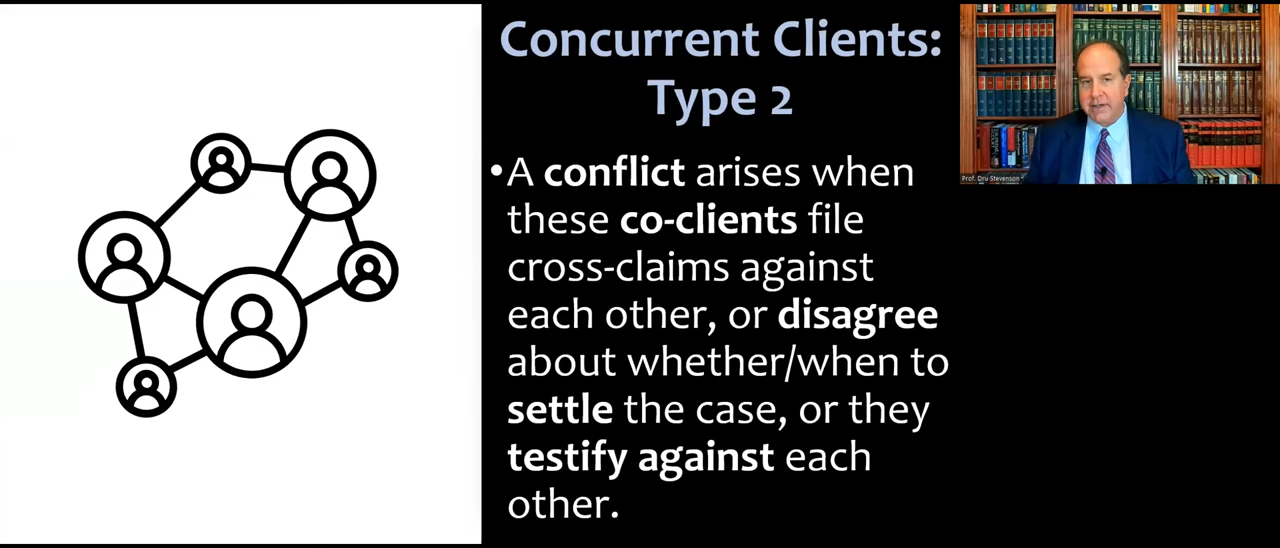 Concurrent Clients:
Type 2
•A conflict arises when
these co-clients file
cross-claims against
each other, or disagree
about whether/when to
settle the case, or they
testify against each
other.
Prof. Dru Stevenson